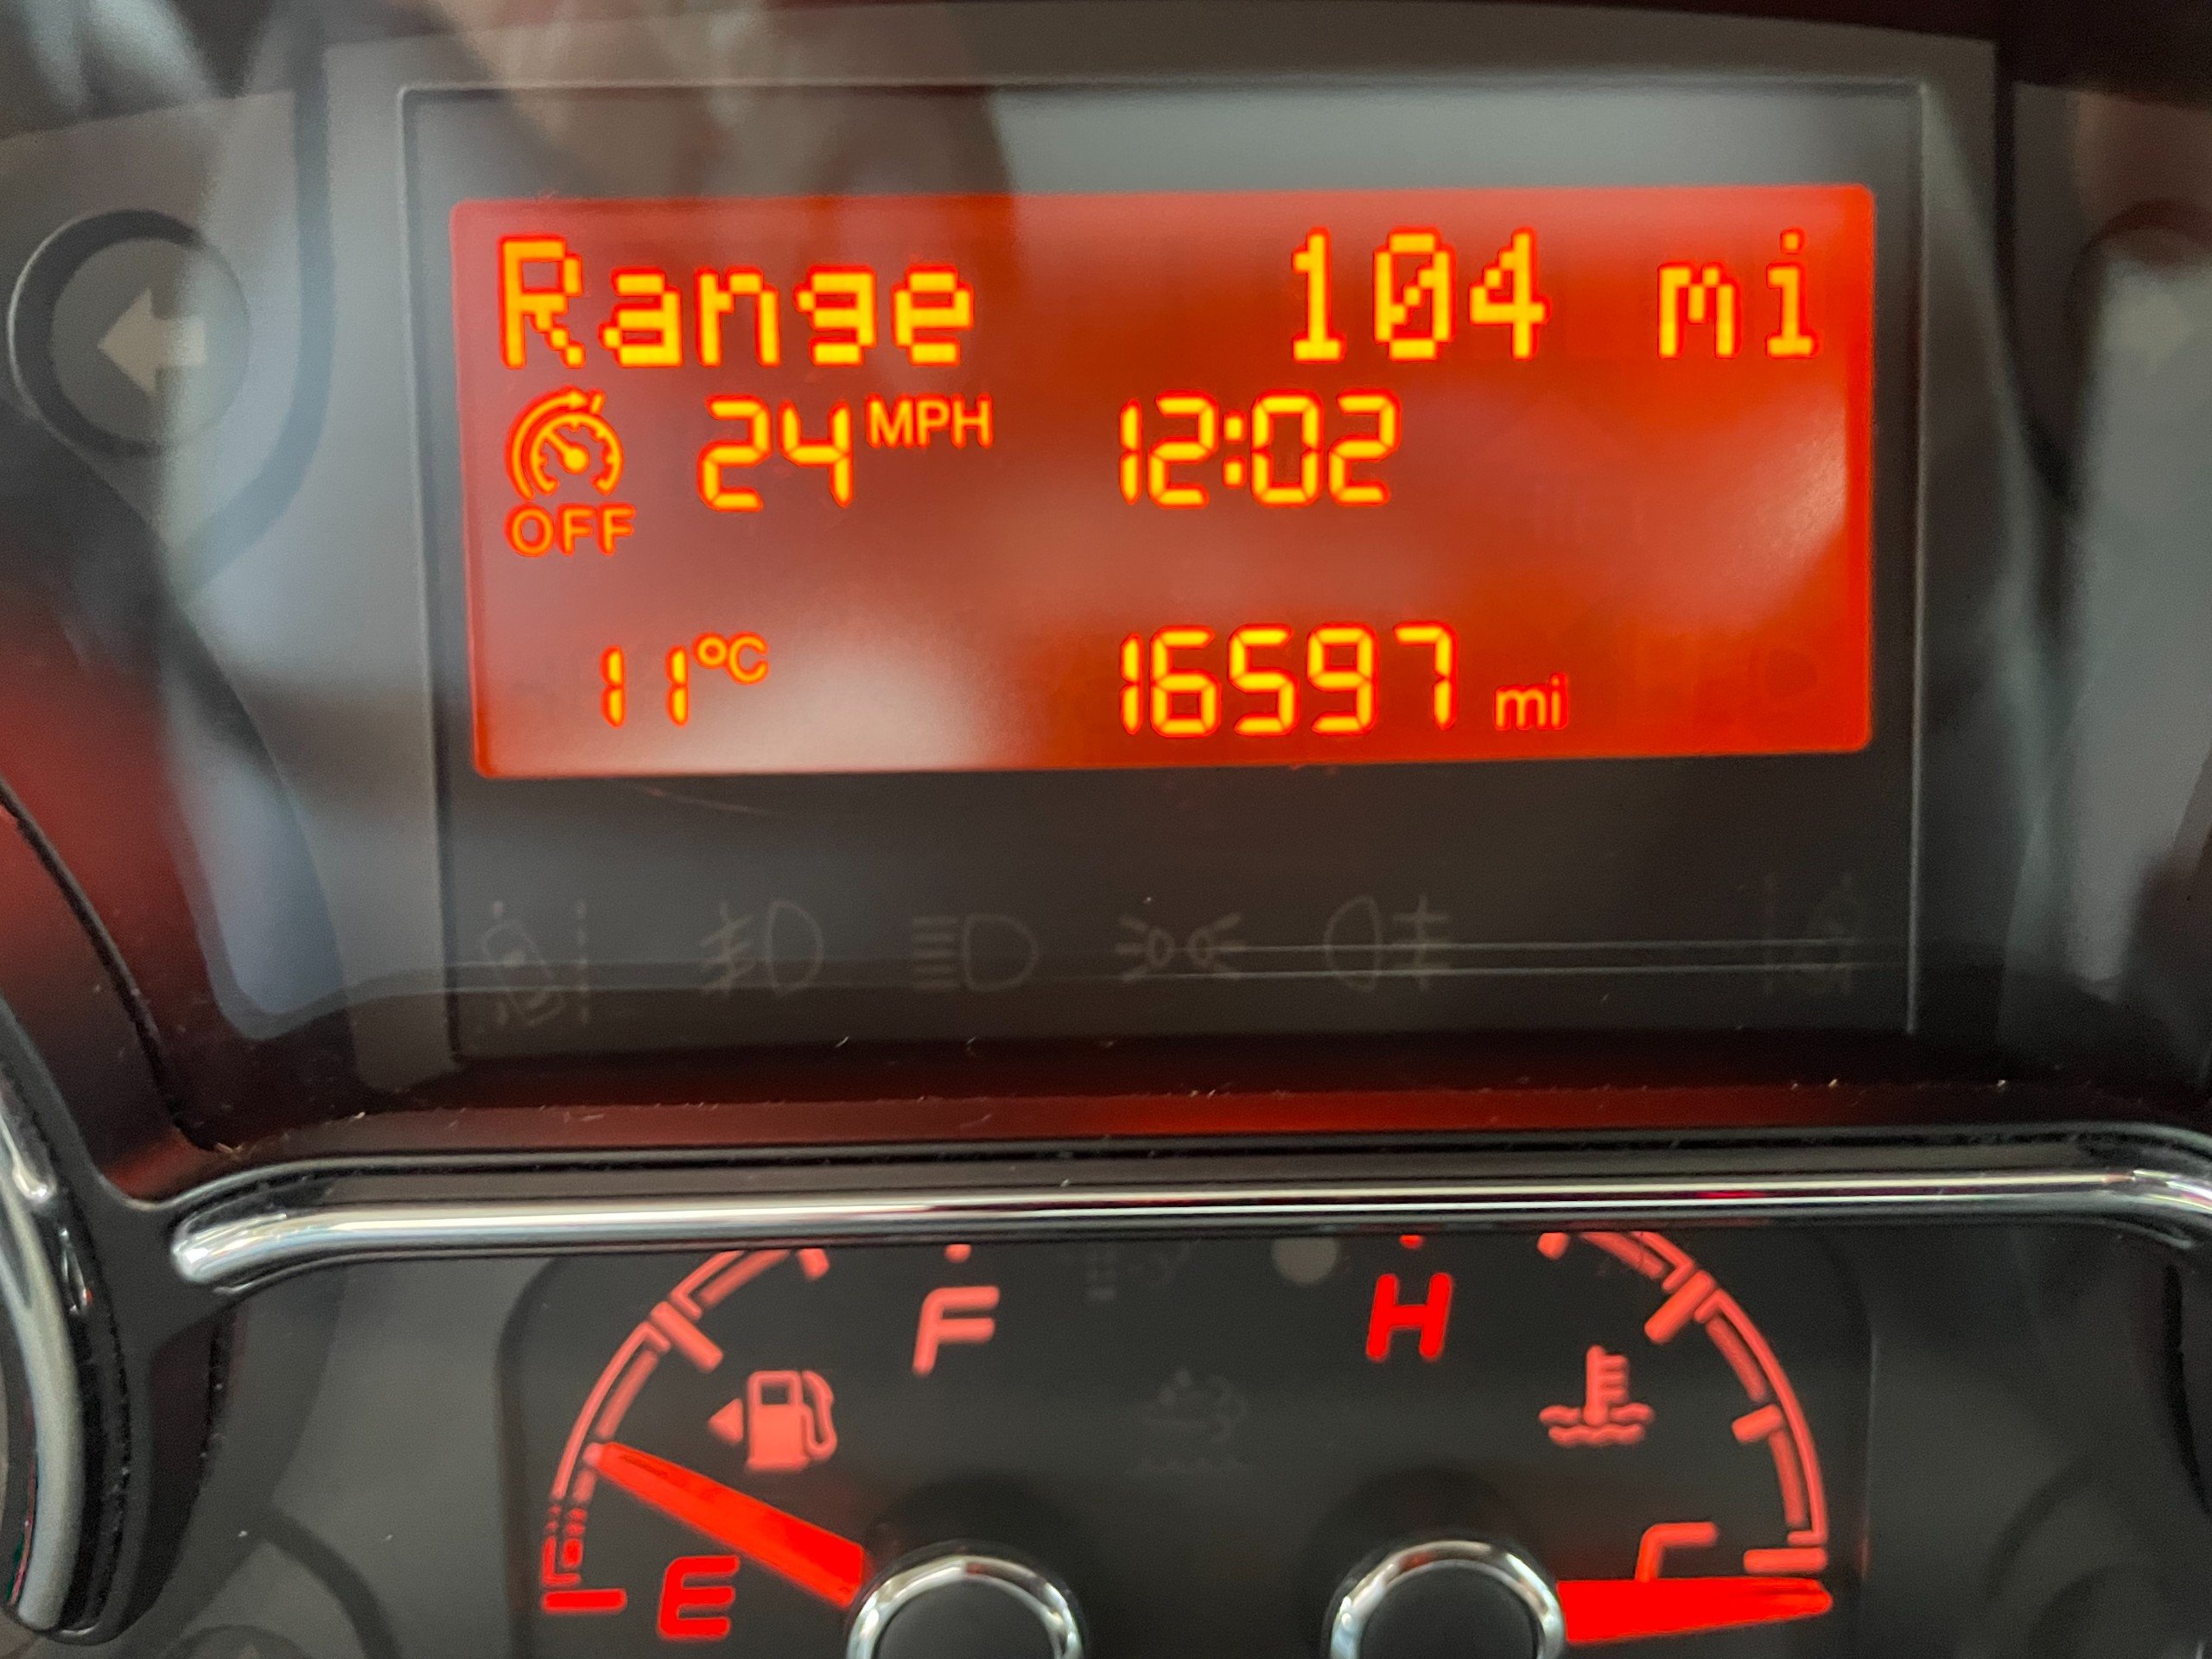 Range 104 mi
24 MPH 12:02
OFF
11°C 16597 mi
F H
E C